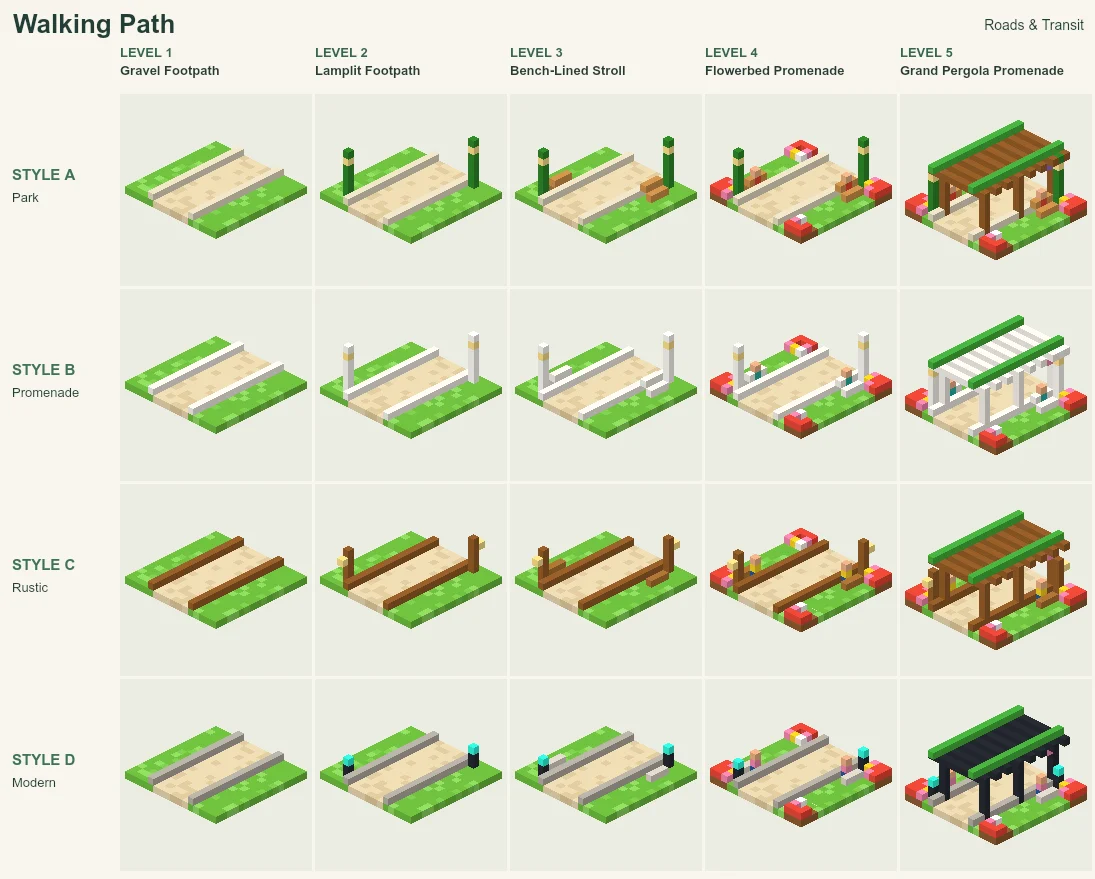 Walking Path
Roads & Transit
LEVEL 1
Gravel Footpath
LEVEL 2
Lamplit Footpath
LEVEL 3
Bench-Lined Stroll
LEVEL 4
Flowerbed Promenade
LEVEL 5
Grand Pergola Promenade
STYLE A
Park
STYLE B
Promenade
STYLE C
Rustic
STYLE D
Modern